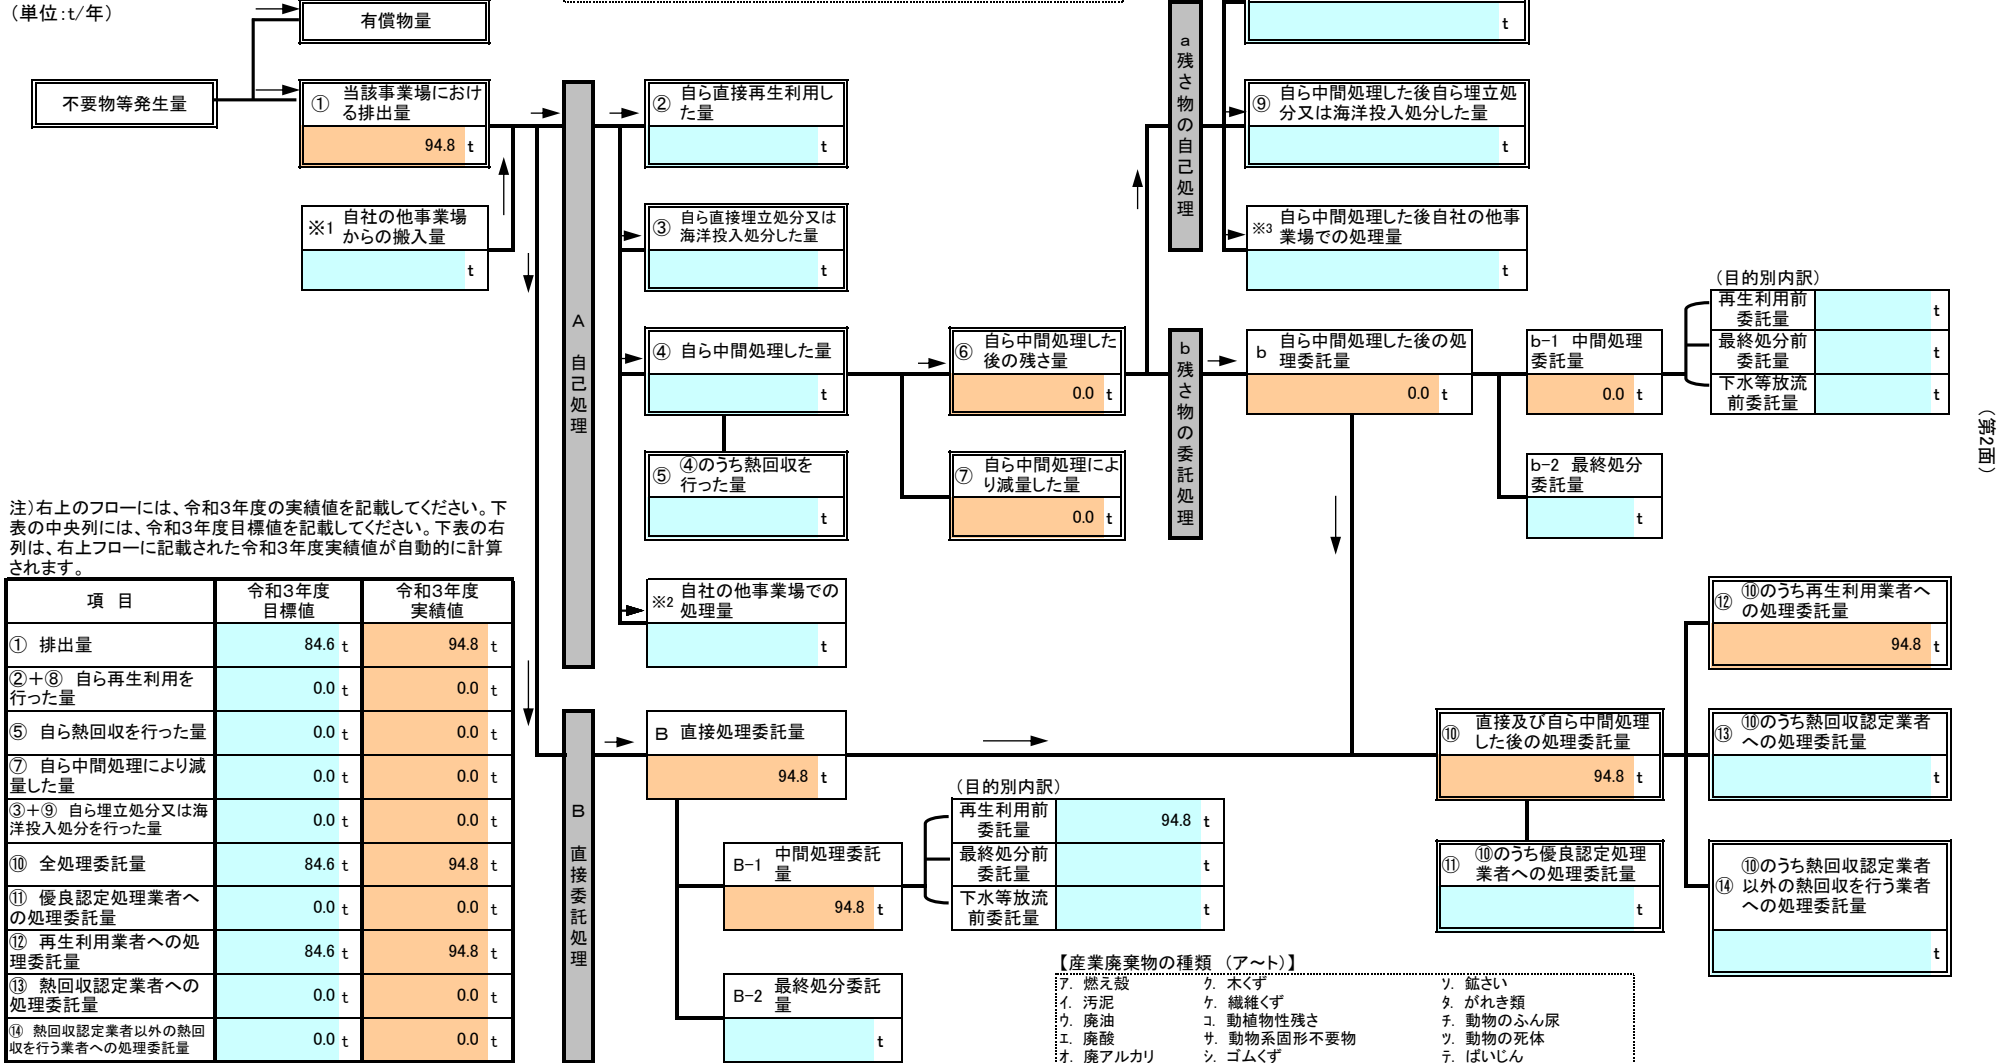 （単位：t/年）
有償物量
不要物等発生量
① 当該事業場におけ
る排出量
94.8 t
※1 自社の他事業場
からの搬入量
t
A 自己処理
② 自ら直接再生利用し
た量
t
③ 自ら直接埋立処分又は
海洋投入処分した量
t
④ 自ら中間処理した量
t
⑤ ④のうち熱回収を
行った量
t
※2 自社の他事業場での
処理量
t
⑥ 自ら中間処理した
後の残さ量
0.0 t
⑦ 自ら中間処理によ
り減量した量
0.0 t
a 残さ物の自己処理
t
⑨ 自ら中間処理した後自ら埋立処
分又は海洋投入処分した量
t
※3 自ら中間処理した後自社の他事
業場での処理量
t
b 残さ物の委託処理
b 自ら中間処理した後の処
理委託量
0.0 t
b-1 中間処理
委託量
0.0 t
b-2 最終処分
委託量
t
（目的別内訳）
再生利用前
委託量 t
最終処分前
委託量 t
下水等放流
前委託量 t
（第2面）
注）右上のフローには、令和3年度の実績値を記載してください。下
表の中央列には、令和3年度目標値を記載してください。下表の右
列は、右上フローに記載された令和3年度実績値が自動的に計算
されます。
項 目 令和3年度 目標値 令和3年度 実績値
① 排出量 84.6 t 94.8 t
②＋⑧ 自ら再生利用を
行った量 0.0 t 0.0 t
⑤ 自ら熱回収を行った量 0.0 t 0.0 t
⑦ 自ら中間処理により減
量した量 0.0 t 0.0 t
③＋⑨ 自ら埋立処分又は海
洋投入処分を行った量 0.0 t 0.0 t
⑩ 全処理委託量 84.6 t 94.8 t
⑪ 優良認定処理業者へ
の処理委託量 0.0 t 0.0 t
⑫ 再生利用業者への処
理委託量 84.6 t 94.8 t
⑬ 熱回収認定業者への
処理委託量 0.0 t 0.0 t
⑭ 熱回収認定業者以外の熱回
収を行う業者への処理委託量 0.0 t 0.0 t
B 直接委託処理
B 直接処理委託量
94.8 t
B-1 中間処理委託
量
94.8 t
B-2 最終処分委託
量
t
（目的別内訳）
再生利用前
委託量 94.8 t
最終処分前
委託量 t
下水等放流
前委託量 t
⑩ 直接及び自ら中間処理
した後の処理委託量
94.8 t
⑪ ⑩のうち優良認定処理
業者への処理委託量
t
⑫ ⑩のうち再生利用業者へ
の処理委託量
94.8 t
⑬ ⑩のうち熱回収認定業者
への処理委託量
t
⑭ ⑩のうち熱回収認定業者
以外の熱回収を行う業者
への処理委託量
t
【産業廃棄物の種類 （ア～ト）】
ｱ. 燃え殻 ｸ. 木くず ｿ. 鉱さい
ｲ. 汚泥 ｹ. 繊維くず ﾀ. がれき類
ｳ. 廃油 ｺ. 動植物性残さ ﾁ. 動物のふん尿
ｴ. 廃酸 ｻ. 動物系固形不要物 ﾂ. 動物の死体
ｵ. 廃アルカリ ｼ. ゴムくず ﾃ. ばいじん